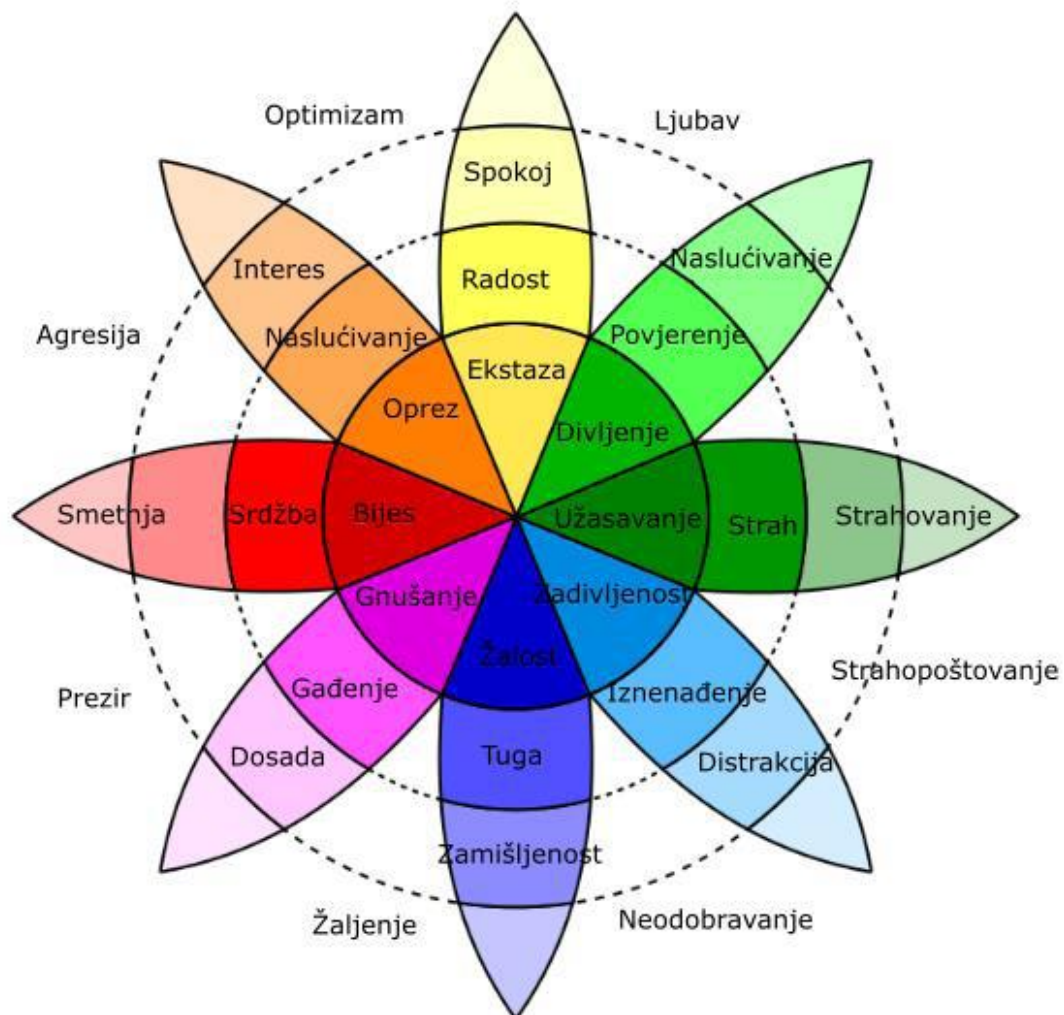 Optimizam
Ljubav
Spokoj
Interes
Naslućivanje
Radost
Agresija
Naslućivanje
Povjerenje
Ekstaza
Oprez
Divljenje
Smetnja
Srdžba
Bijes
Užasavanje
Strah
Strahovanje
Gnušanje
Zadivljenost
Žalost
Strahopoštovanje
Prezir
Gađenje
Iznenađenje
Dosada
Tuga
Distrakcija
Zamišljenost
Žaljenje
Neodobravanje